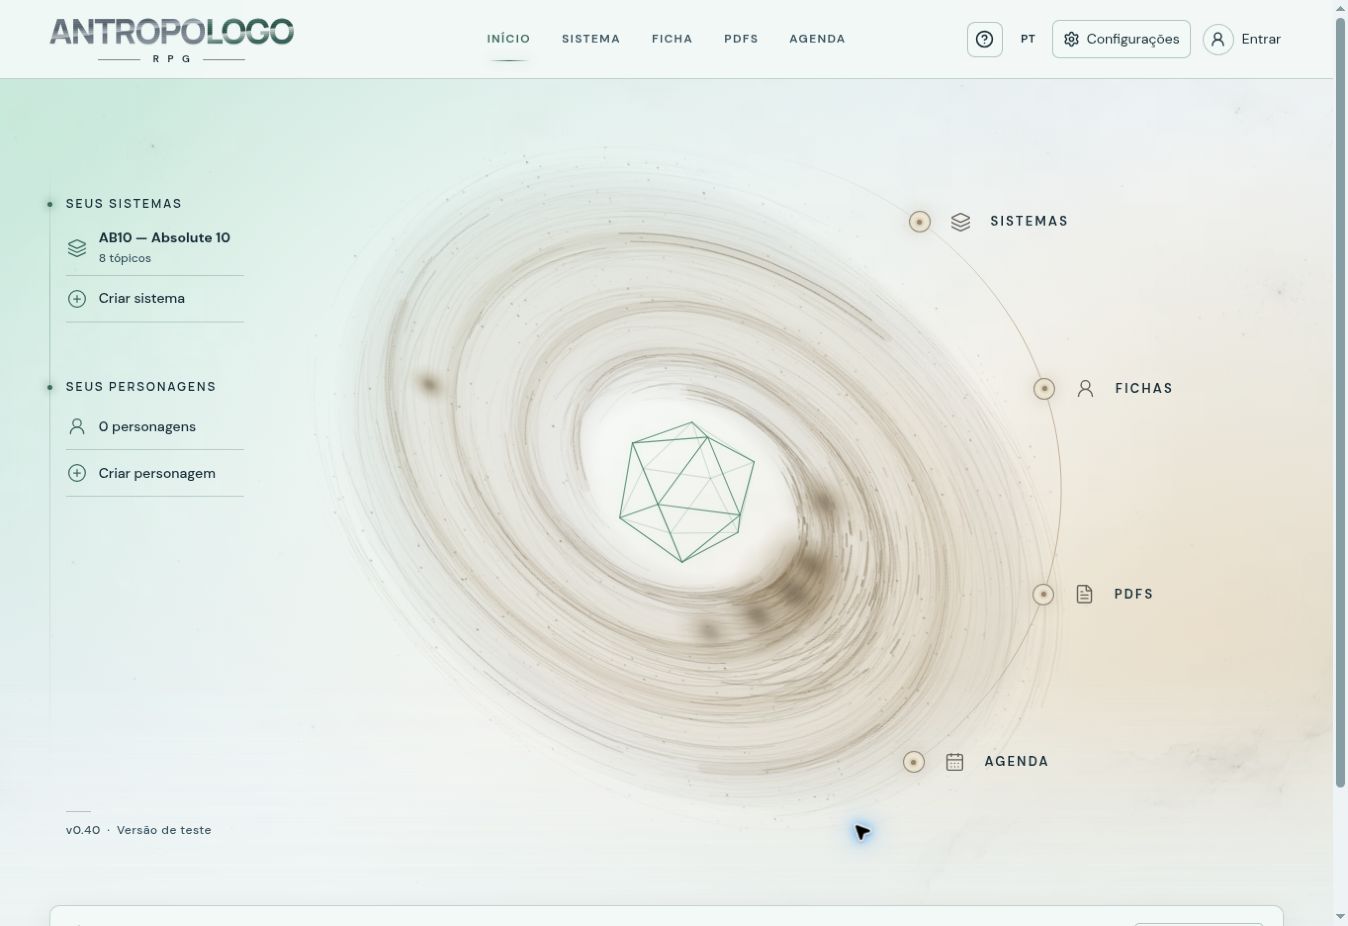 ANTROPOLOGO
RPG
INÍCIO
SISTEMA
FICHA
PDFS
AGENDA
PT
Configurações
Entrar
SEUS SISTEMAS
AB10 — Absolute 10
8 tópicos
Criar sistema
SEUS PERSONAGENS
0 personagens
Criar personagem
SISTEMAS
FICHAS
PDFS
AGENDA
v0.40 · Versão de teste